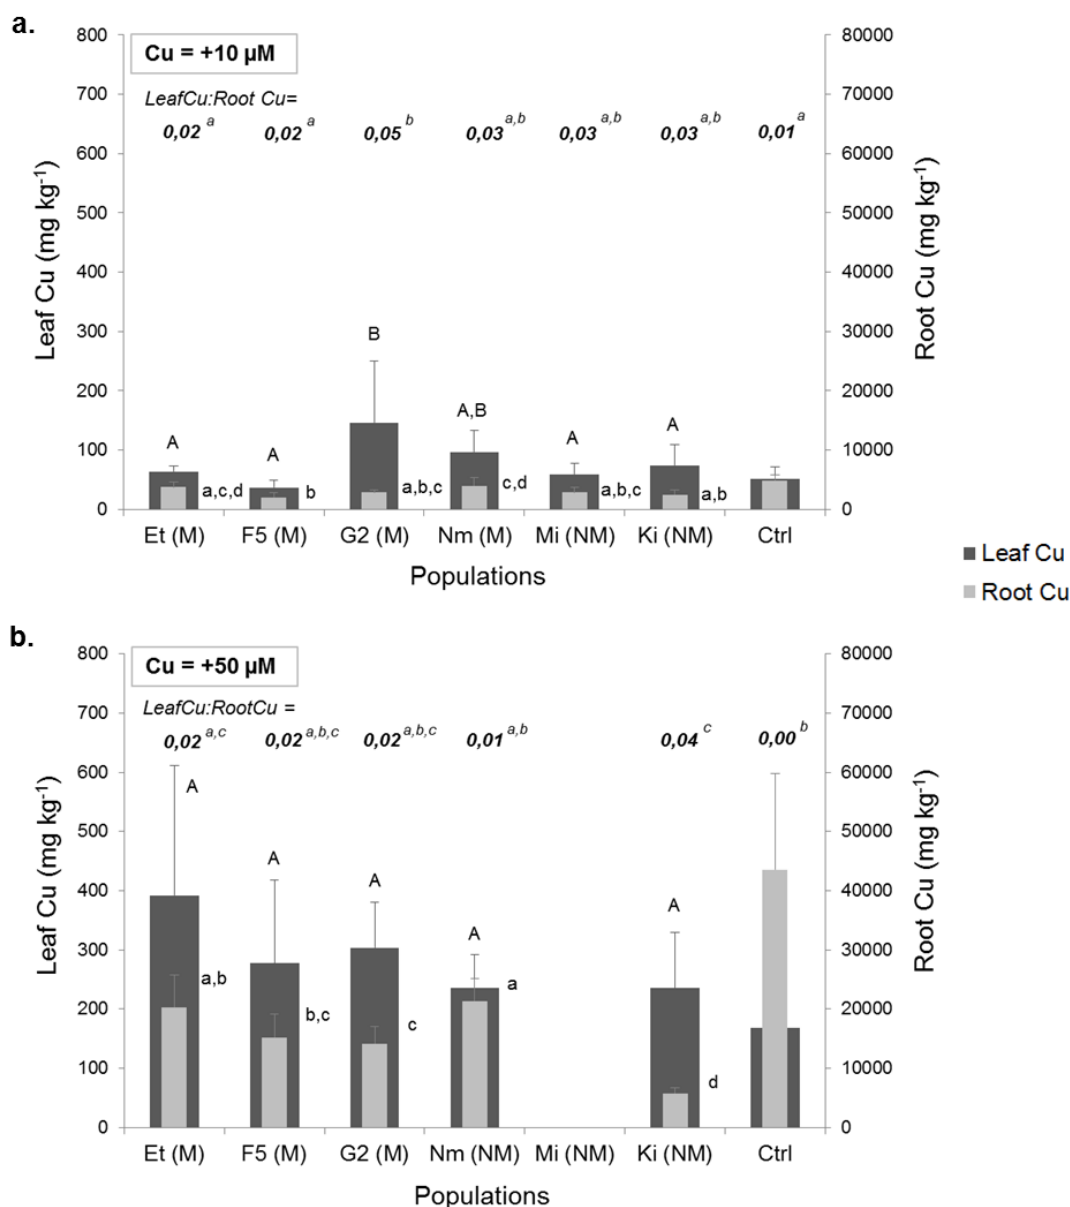 a.
Cu = +10 µM
LeafCu:Root Cu=
0,02 a 0,02 a 0,05 b 0,03 a,b 0,03 a,b 0,03 a,b 0,01 a
800
700
600
500
400
300
200
100
0
Leaf Cu (mg kg-1)
80000
70000
60000
50000
40000
30000
20000
10000
0
Root Cu (mg kg-1)
A A B A,B A A
a,c,d b a,b,c c,d a,b,c a,b
Et (M) F5 (M) G2 (M) Nm (M) Mi (NM) Ki (NM) Ctrl
Populations
Leaf Cu
Root Cu
b.
Cu = +50 µM
LeafCu:RootCu =
0,02 a,c 0,02 a,b,c 0,02 a,b,c 0,01 a,b 0,04 c 0,00 b
800
700
600
500
400
300
200
100
0
Leaf Cu (mg kg-1)
80000
70000
60000
50000
40000
30000
20000
10000
0
Root Cu (mg kg-1)
A A A A A
a,b b,c c a d
Et (M) F5 (M) G2 (M) Nm (NM) Mi (NM) Ki (NM) Ctrl
Populations